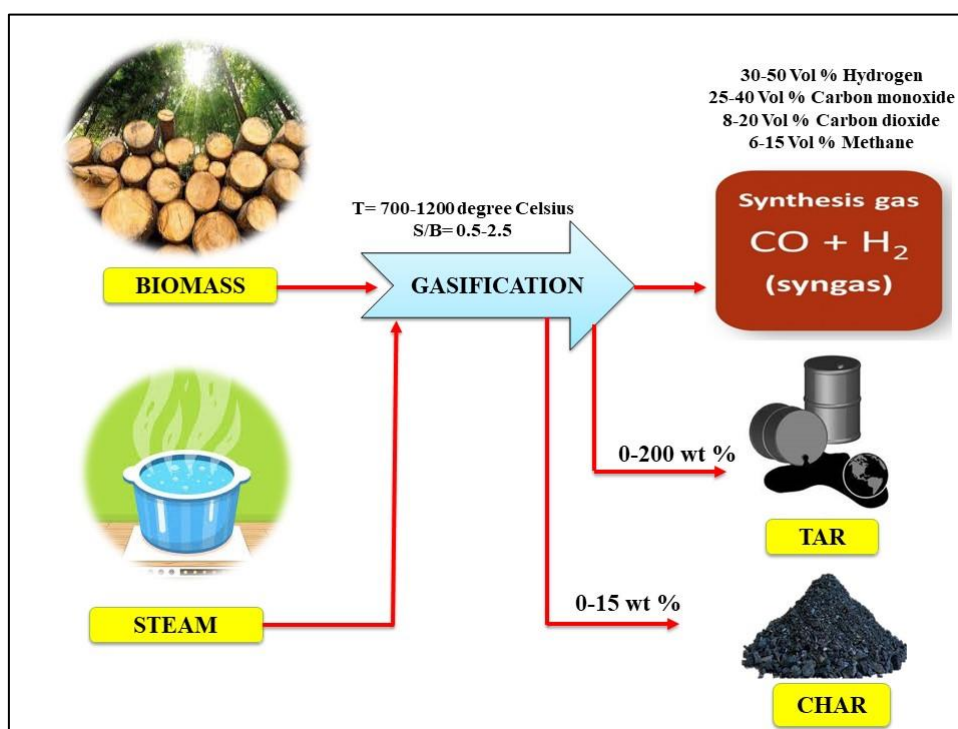 30-50 Vol % Hydrogen
25-40 Vol % Carbon monoxide
8-20 Vol % Carbon dioxide
6-15 Vol % Methane
T= 700-1200 degree Celsius
S/B= 0.5-2.5
Synthesis gas
CO + H₂
(syngas)
BIOMASS
GASIFICATION
0-200 wt %
TAR
STEAM
0-15 wt %
CHAR